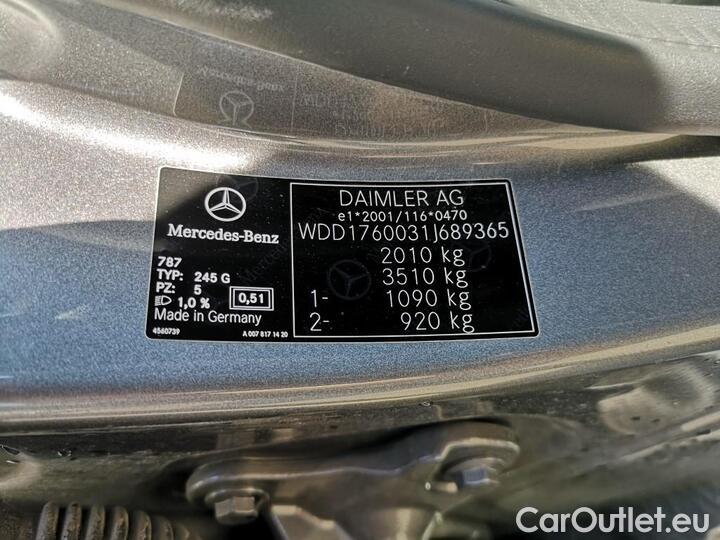 Mercedes-Benz
787
TYP: 245 G
PZ: 5
1,0 % 0,51
Made in Germany
4560739 A 007 817 14 20
DAIMLER AG
e1*2001/116*0470
WDD1760031J689365
2010 kg
3510 kg
1- 1090 kg
2- 920 kg
Mercedes-Benz
CarOutlet.eu